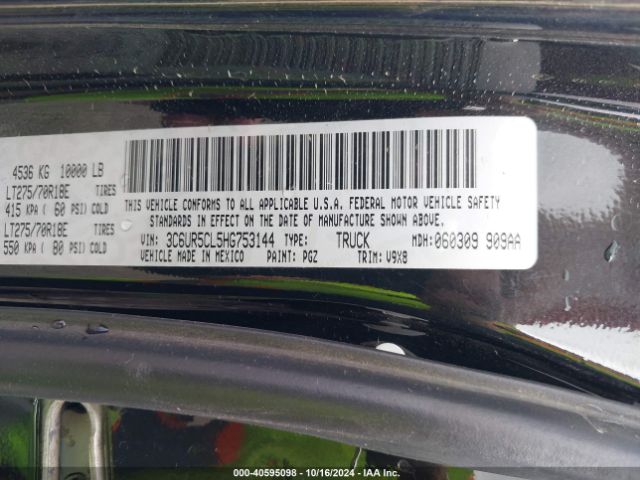 4536 KG 10000 LB
LT275/70R18E TIRES
415 KPA ( 60 PSI) COLD
LT275/70R18E TIRES
550 KPA ( 80 PSI) COLD
THIS VEHICLE CONFORMS TO ALL APPLICABLE U.S.A. FEDERAL MOTOR VEHICLE SAFETY
STANDARDS IN EFFECT ON THE DATE OF MANUFACTURE SHOWN ABOVE
VIN: 3C6UR5CL5HG753144 TYPE: TRUCK MDH: 060309 909AA
VEHICLE MADE IN MEXICO PAINT: PGZ TRIM: V9X8
000-40595098 - 10/16/2024 - IAA Inc.